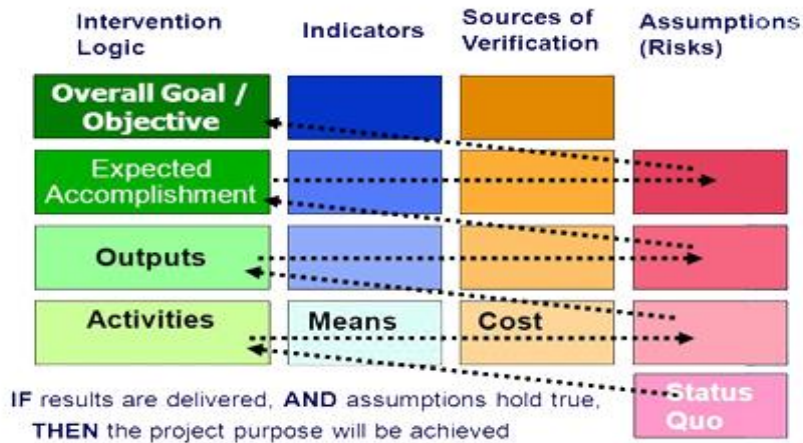 Intervention
Logic
Indicators
Sources of
Verification
Assumptions
(Risks)
Overall Goal /
Objective
Expected
Accomplishment
Outputs
Activities
Means
Cost
Status
Quo
IF results are delivered, AND assumptions hold true,
THEN the project purpose will be achieved